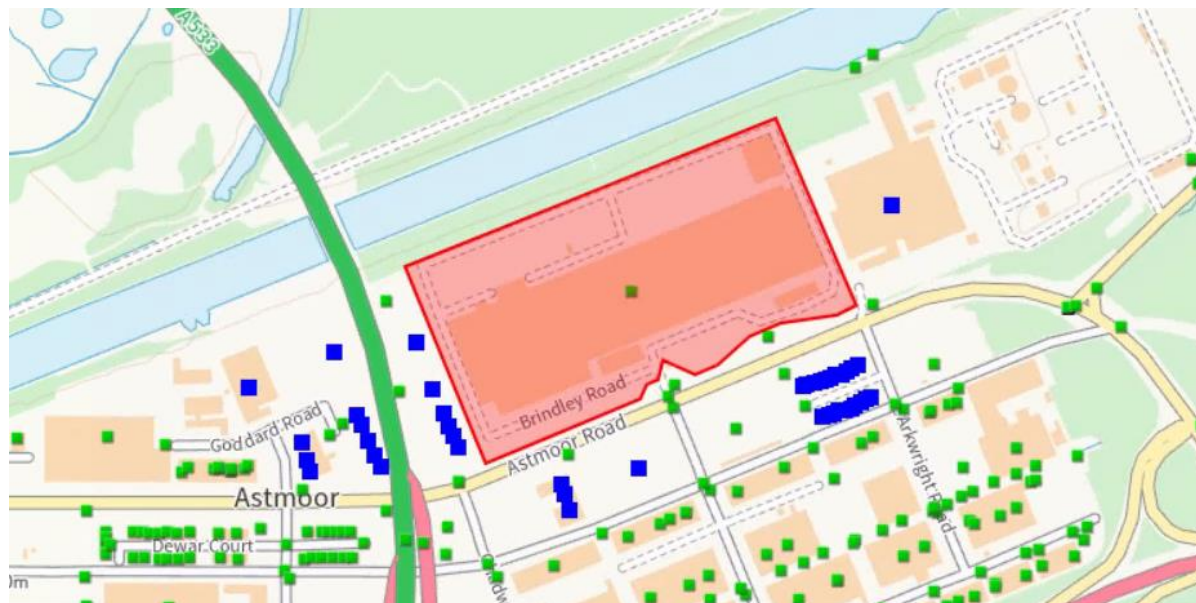 A533
Brindley Road
Goddard Road
Astmoor Road
Arkwright Road
Astmoor
Dewar Court